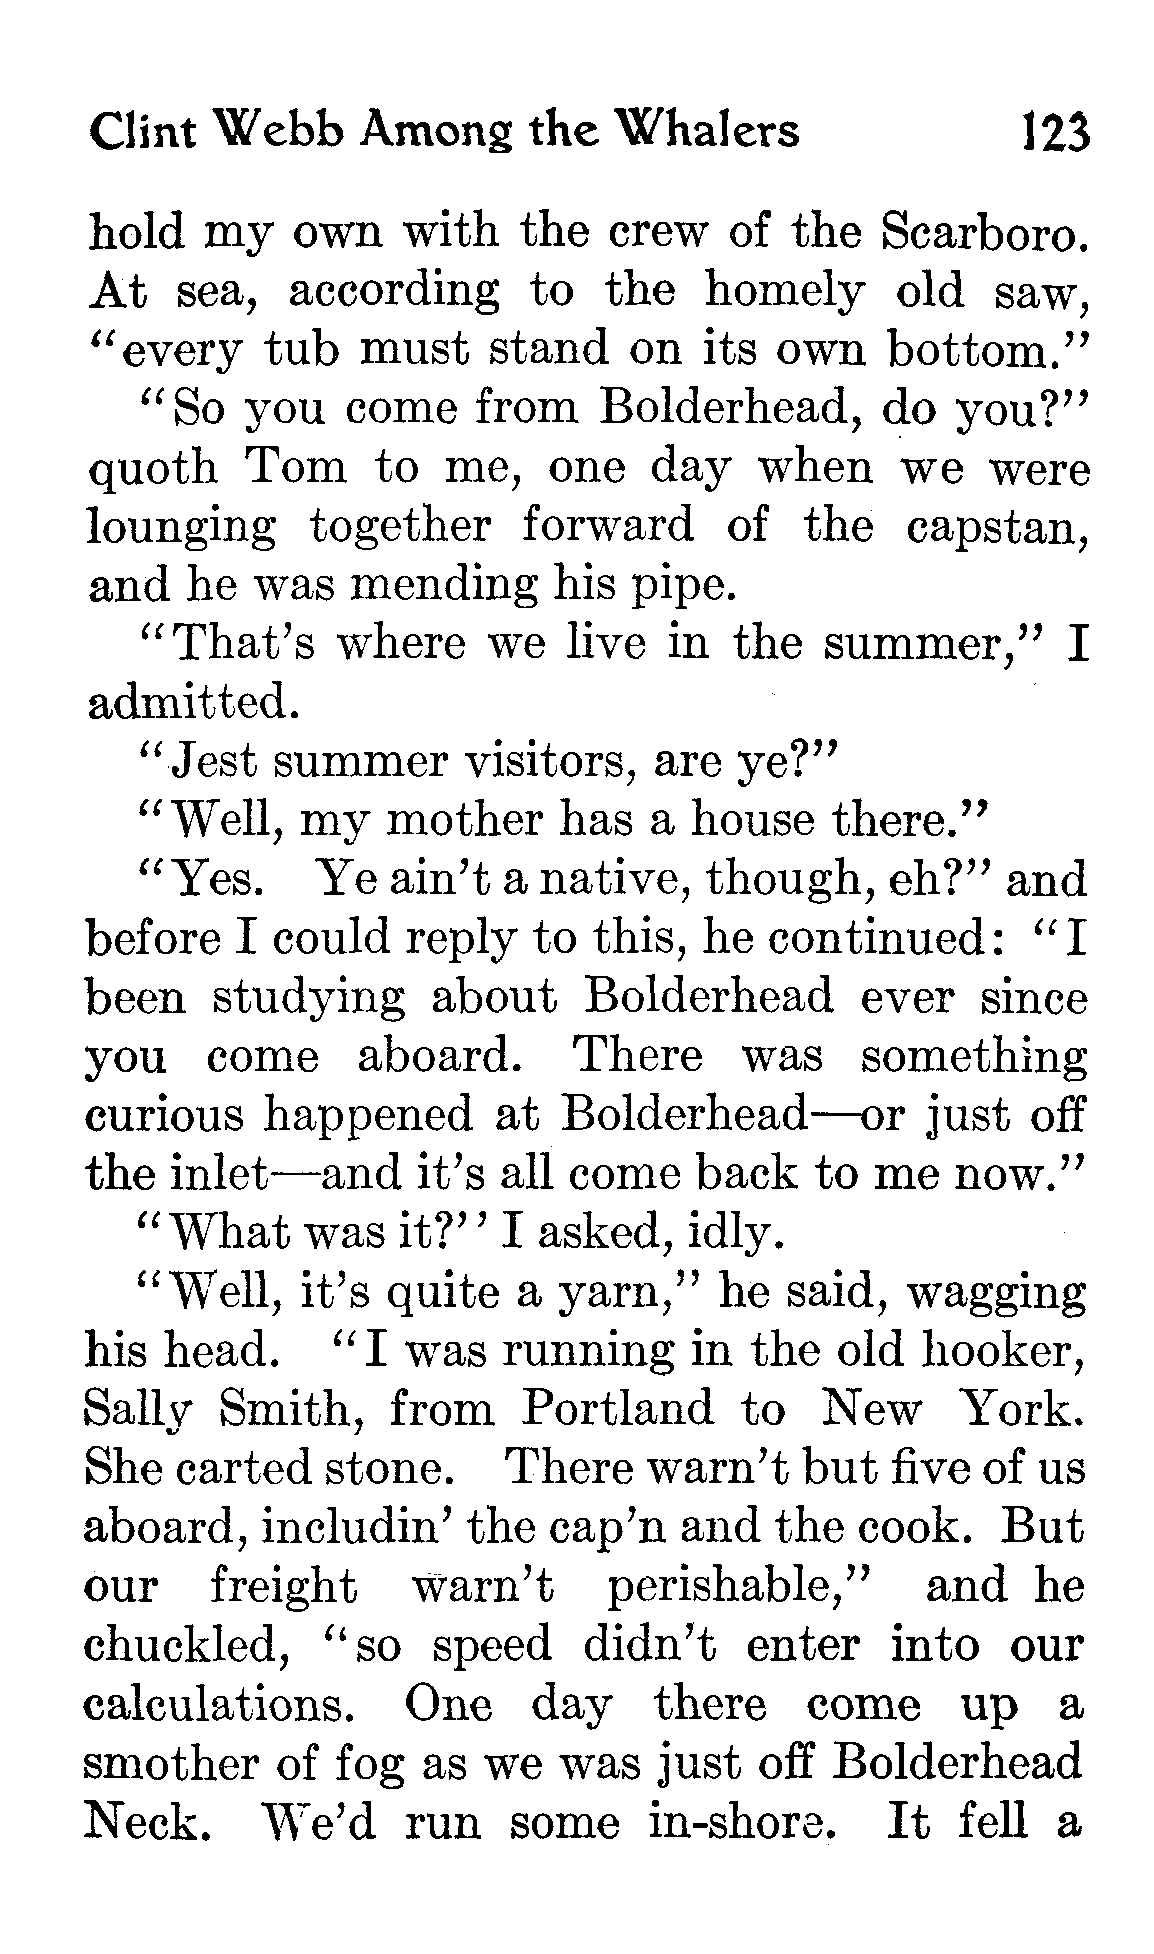 Clint Webb Among the Whalers 123
hold my own with the crew of the Scarboro.
At sea, according to the homely old saw,
“every tub must stand on its own bottom.”
“So you come from Bolderhead, do you?”
quoth Tom to me, one day when we were
lounging together forward of the capstan,
and he was mending his pipe.
“That’s where we live in the summer,” I
admitted.
“Jest summer visitors, are ye?”
“Well, my mother has a house there.”
“Yes. Ye ain’t a native, though, eh?” and
before I could reply to this, he continued: “I
been studying about Bolderhead ever since
you come aboard. There was something
curious happened at Bolderhead—or just off
the inlet—and it’s all come back to me now.”
“What was it?’’ I asked, idly.
“Well, it’s quite a yarn,” he said, wagging
his head. “I was running in the old hooker,
Sally Smith, from Portland to New York.
She carted stone. There warn’t but five of us
aboard, includin’ the cap’n and the cook. But
our freight warn’t perishable,” and he
chuckled, “so speed didn’t enter into our
calculations. One day there come up a
smother of fog as we was just off Bolderhead
Neck. We’d run some in-shore. It fell a